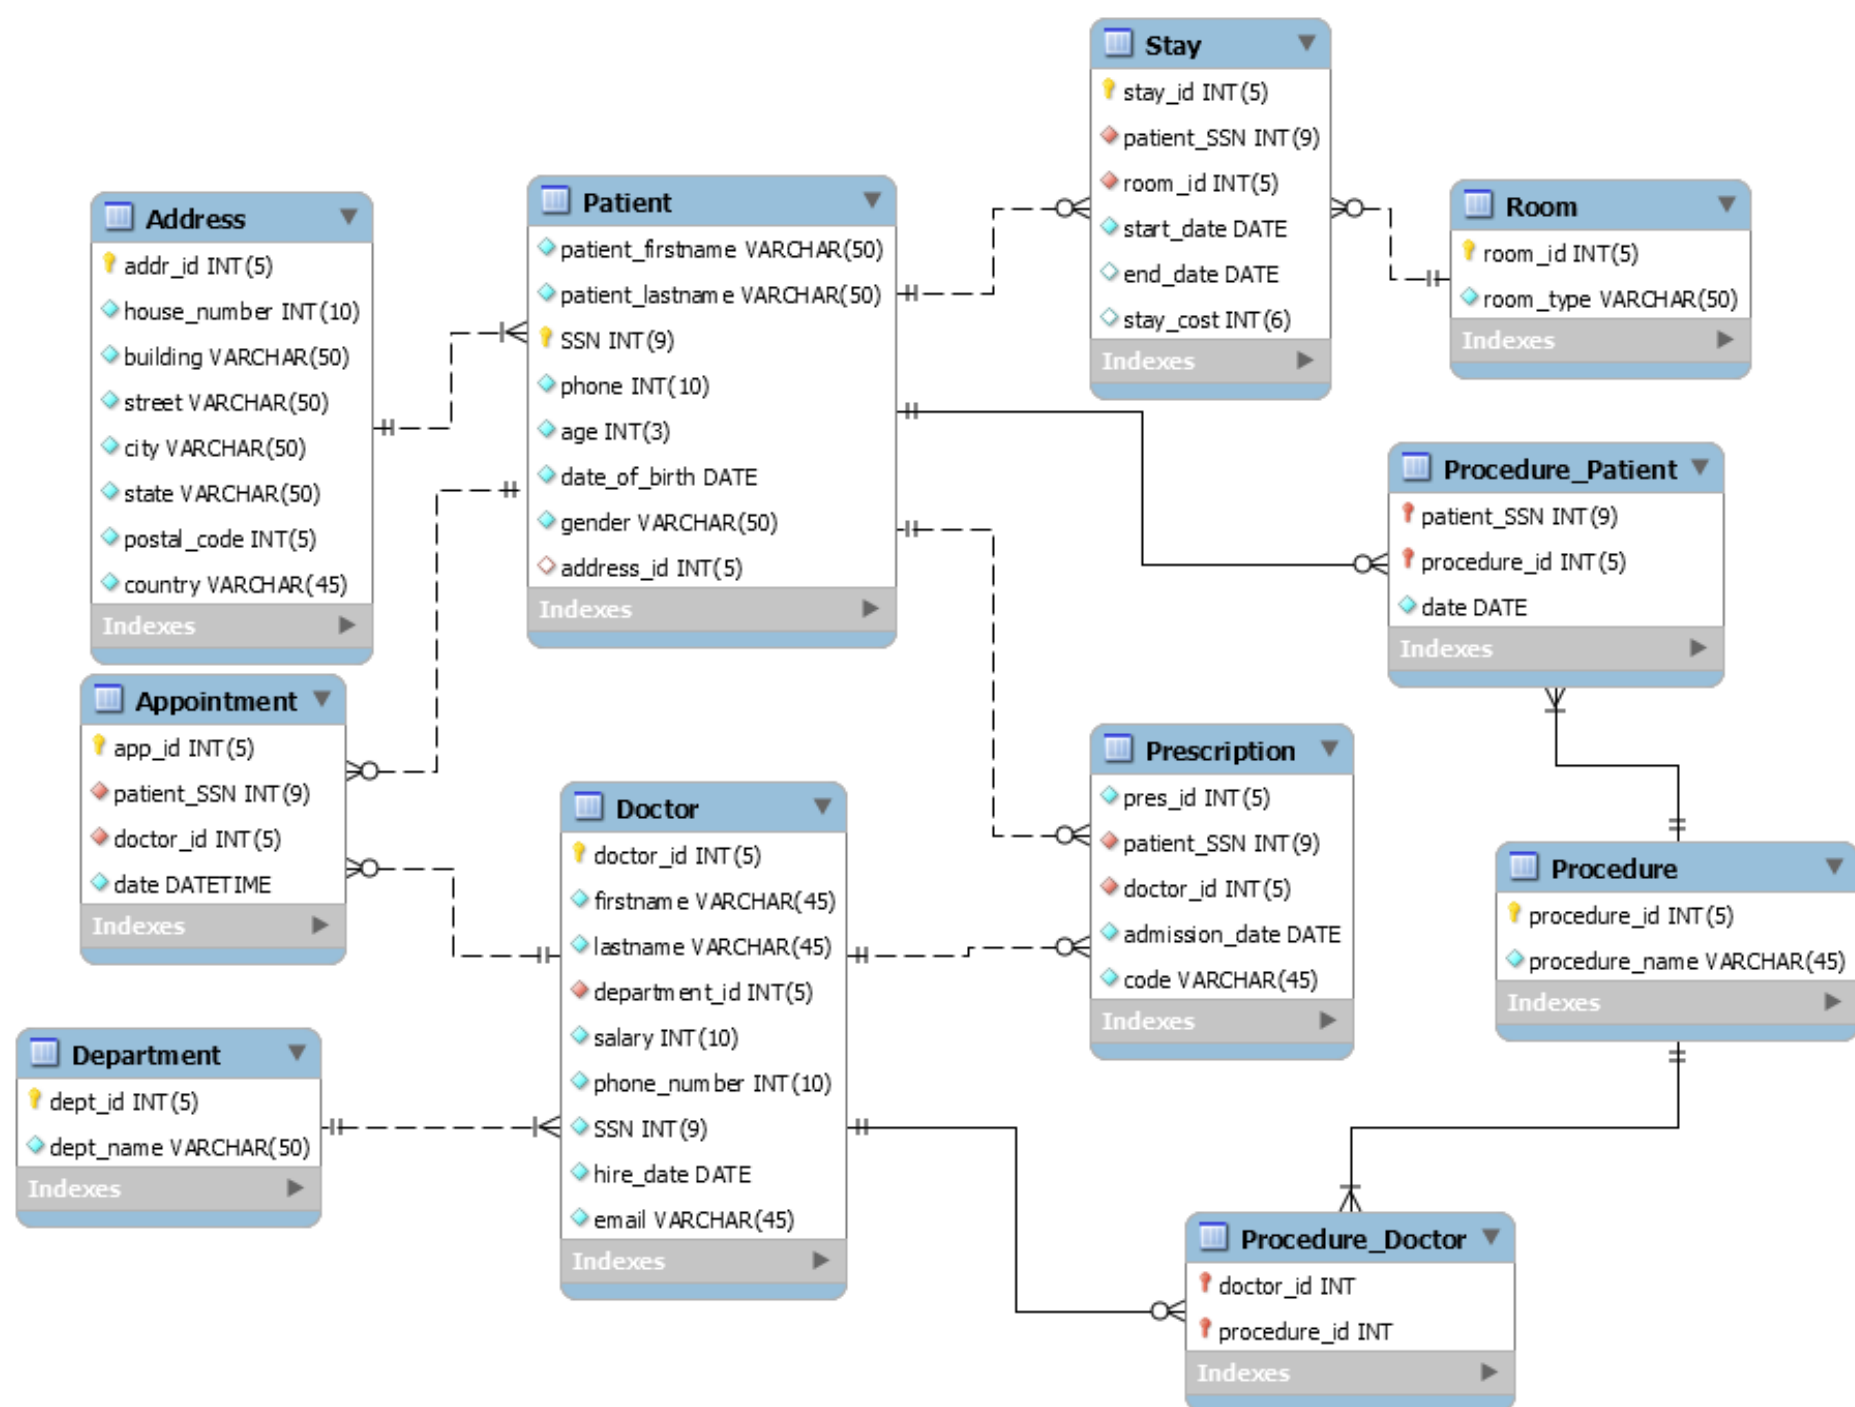 Stay
stay_id INT(5)
patient_SSN INT(9)
room_id INT(5)
start_date DATE
end_date DATE
stay_cost INT(6)
Indexes
Room
room_id INT(5)
room_type VARCHAR(50)
Indexes
Patient
patient_firstname VARCHAR(50)
patient_lastname VARCHAR(50)
SSN INT(9)
phone INT(10)
age INT(3)
date_of_birth DATE
gender VARCHAR(50)
address_id INT(5)
Indexes
Address
addr_id INT(5)
house_number INT(10)
building VARCHAR(50)
street VARCHAR(50)
city VARCHAR(50)
state VARCHAR(50)
postal_code INT(5)
country VARCHAR(45)
Indexes
Procedure_Patient
patient_SSN INT(9)
procedure_id INT(5)
date DATE
Indexes
Appointment
app_id INT(5)
patient_SSN INT(9)
doctor_id INT(5)
date DATETIME
Indexes
Prescription
pres_id INT(5)
patient_SSN INT(9)
doctor_id INT(5)
admission_date DATE
code VARCHAR(45)
Indexes
Doctor
doctor_id INT(5)
firstname VARCHAR(45)
lastname VARCHAR(45)
department_id INT(5)
salary INT(10)
phone_number INT(10)
SSN INT(9)
hire_date DATE
email VARCHAR(45)
Indexes
Procedure
procedure_id INT(5)
procedure_name VARCHAR(45)
Indexes
Department
dept_id INT(5)
dept_name VARCHAR(50)
Indexes
Procedure_Doctor
doctor_id INT
procedure_id INT
Indexes